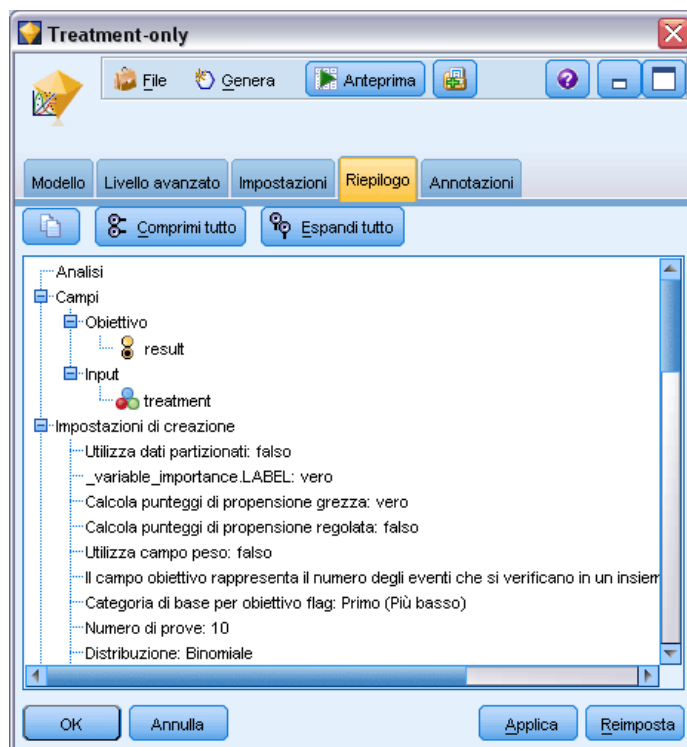 Treatment-only
File Genera Anteprima
Modello Livello avanzato Impostazioni Riepilogo Annotazioni
Comprimi tutto Espandi tutto
Analisi
Campi
Obiettivo
result
Input
treatment
Impostazioni di creazione
Utilizza dati partizionati: falso
_variable_importance.LABEL: vero
Calcola punteggi di propensione grezza: vero
Calcola punteggi di propensione regolata: falso
Utilizza campo peso: falso
Il campo obiettivo rappresenta il numero degli eventi che si verificano in un
Categoria di base per obiettivo flag: Primo (Più basso)
Numero di prove: 10
Distribuzione: Binomiale
OK Annulla Applica Reimposta